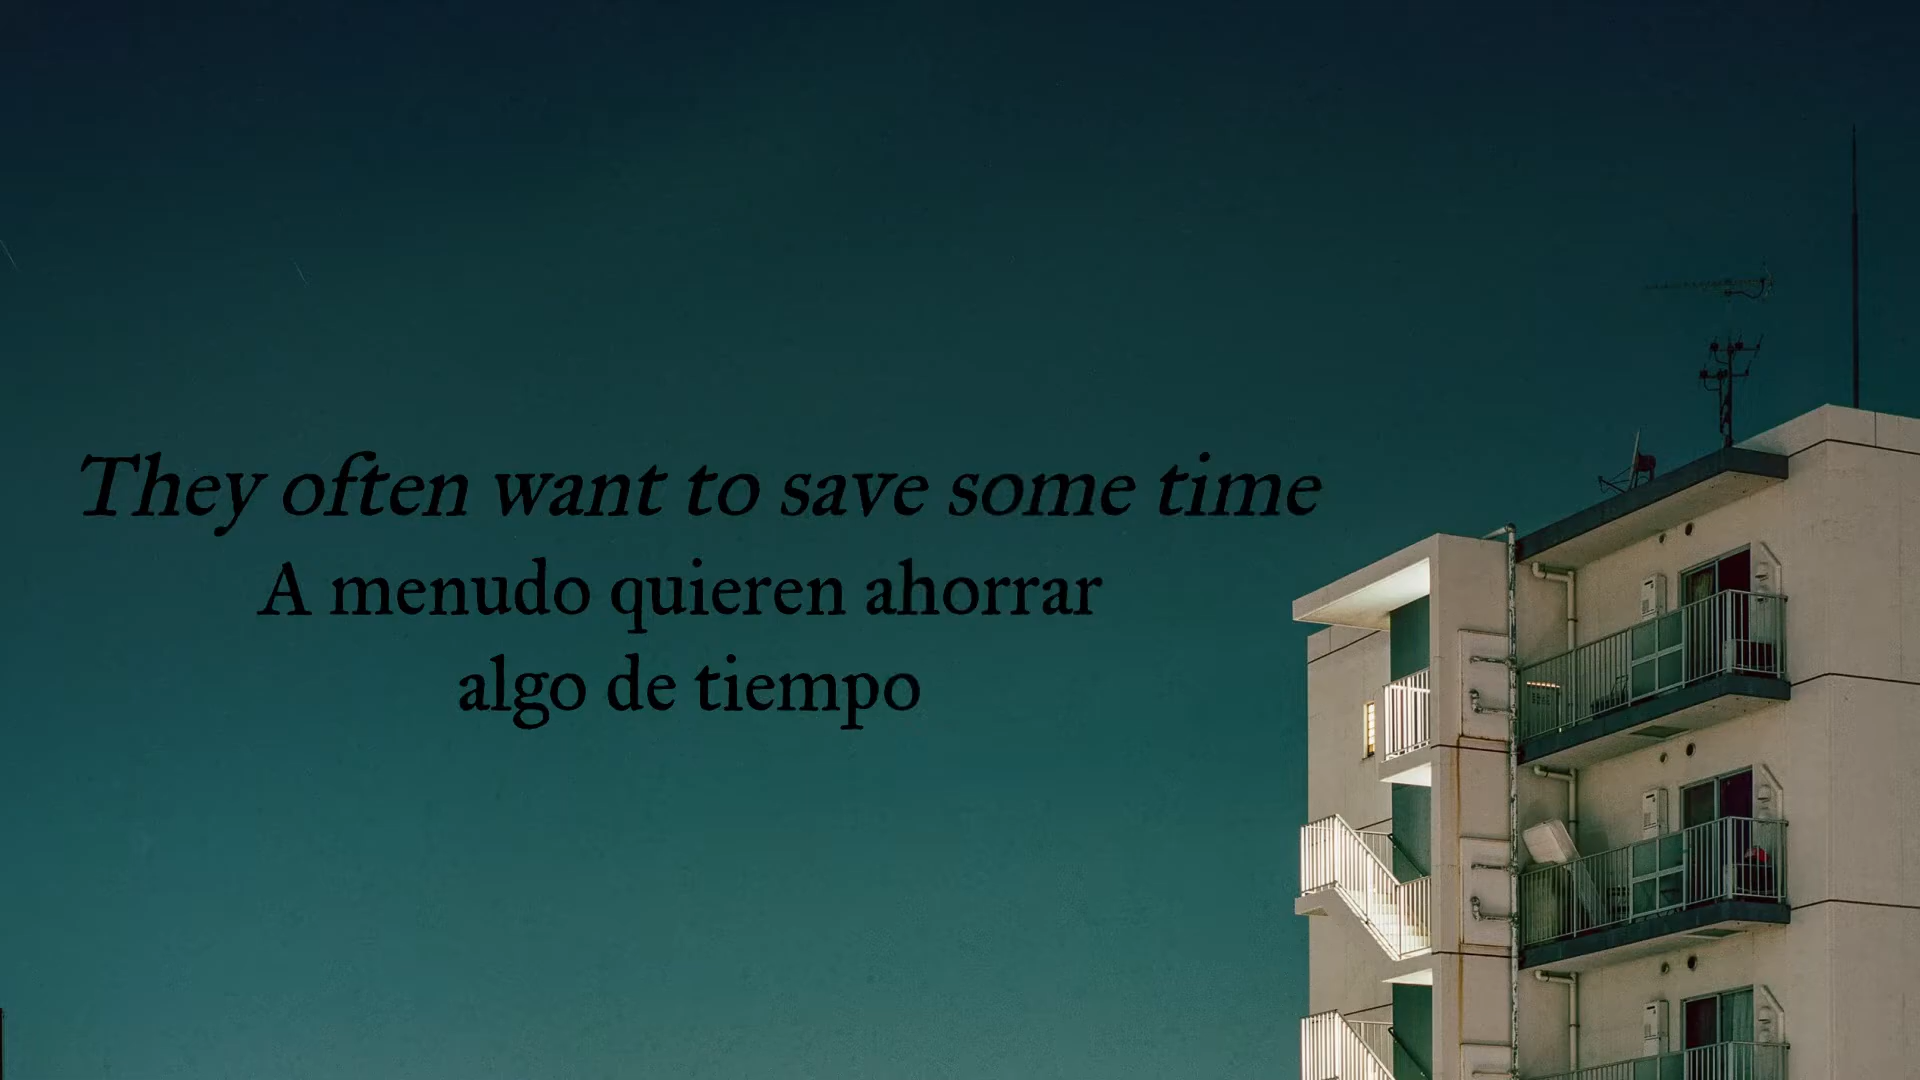 They often want to save some time
A menudo quieren ahorrar
algo de tiempo